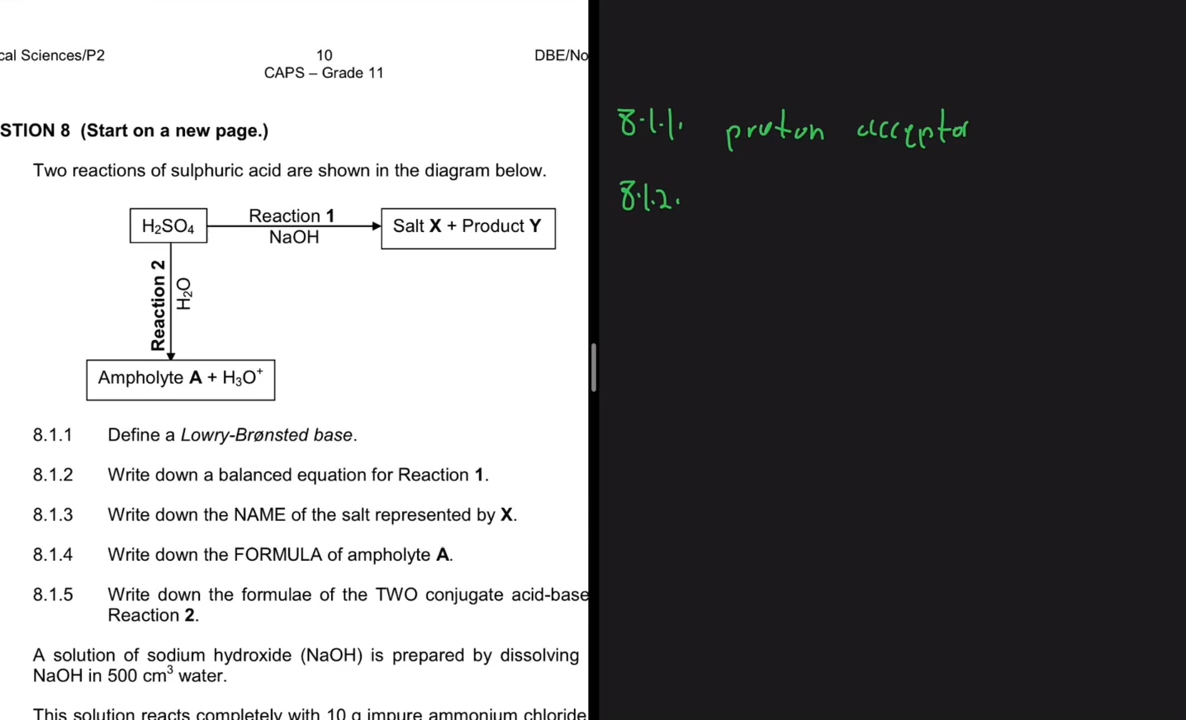 cal Sciences/P2 10 DBE/No
CAPS – Grade 11
STION 8 (Start on a new page.)
Two reactions of sulphuric acid are shown in the diagram below.
H₂SO₄
Reaction 1
NaOH
Salt X + Product Y
Reaction 2
H₂O
Ampholyte A + H₃O⁺
8.1.1 Define a Lowry-Brønsted base.
8.1.2 Write down a balanced equation for Reaction 1.
8.1.3 Write down the NAME of the salt represented by X.
8.1.4 Write down the FORMULA of ampholyte A.
8.1.5 Write down the formulae of the TWO conjugate acid-base
Reaction 2.
A solution of sodium hydroxide (NaOH) is prepared by dissolving
NaOH in 500 cm³ water.
This solution reacts completely with 10 g impure ammonium chloride
8.1.1. proton acceptor
8.1.2.